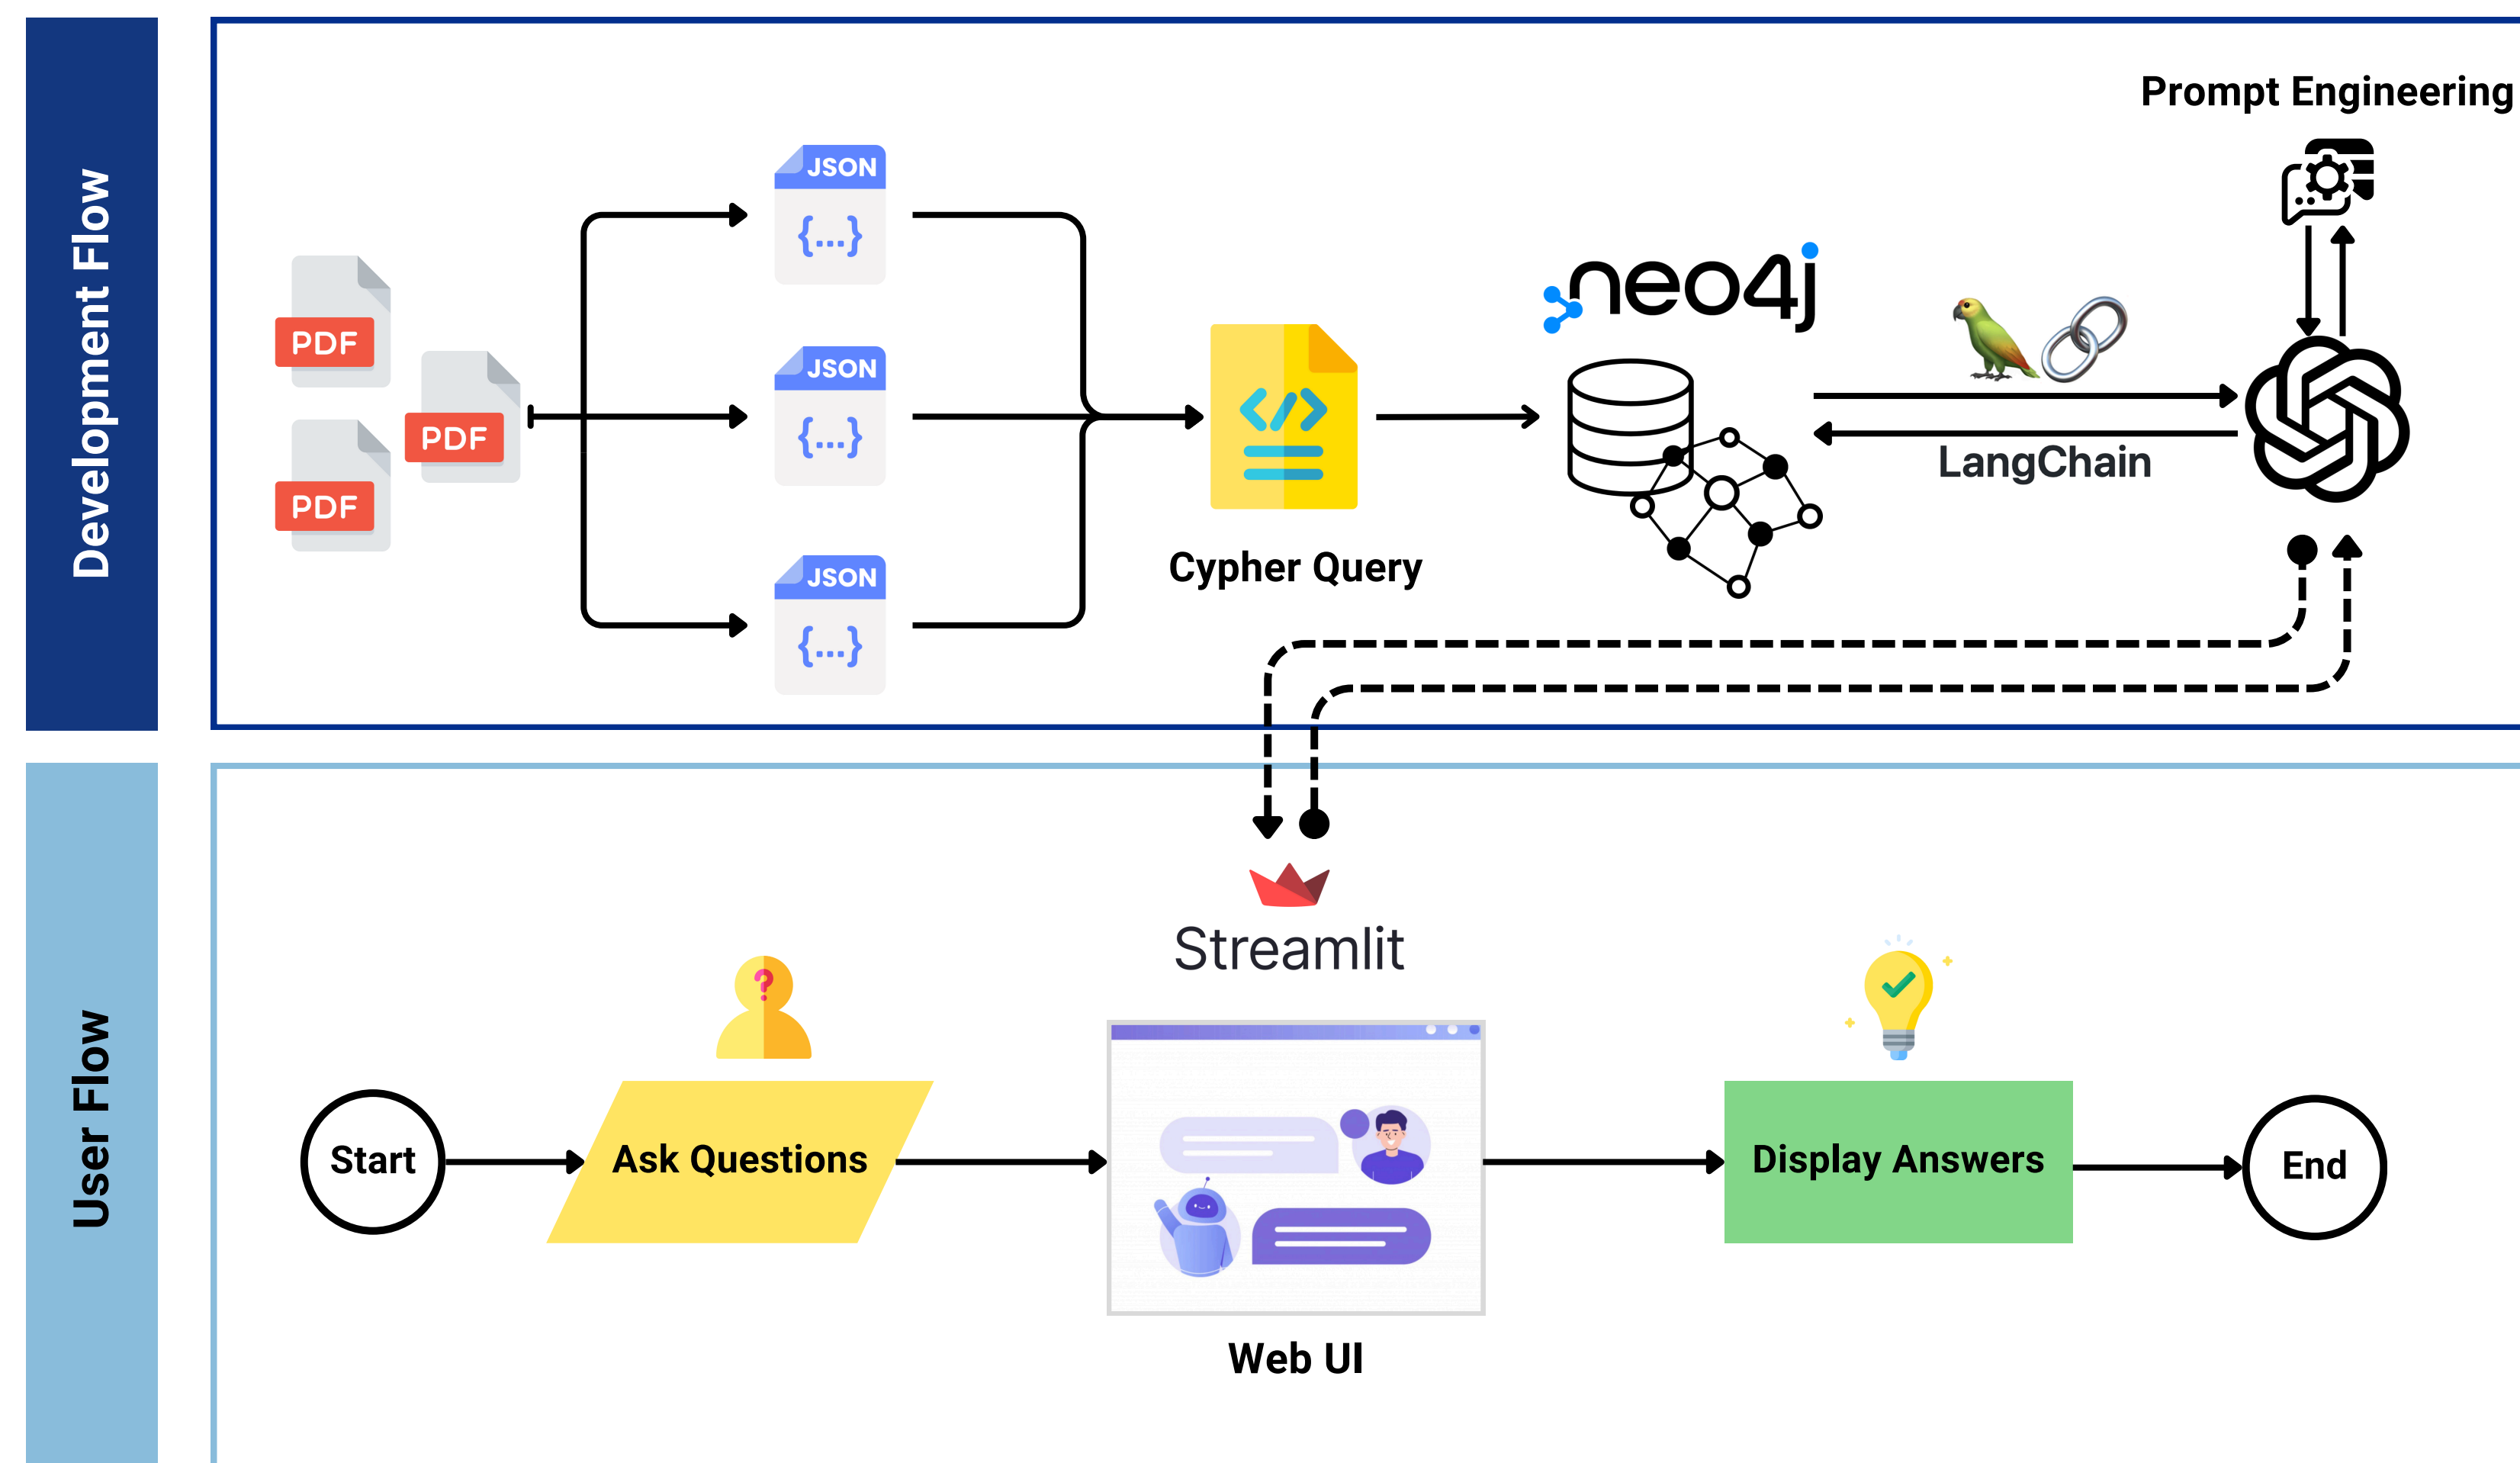 Development Flow
PDF
PDF
PDF
JSON
{...}
JSON
{...}
JSON
{...}
</>
Cypher Query
neo4j
LangChain
Prompt Engineering
User Flow
Start
?
Ask Questions
Streamlit
Web UI
Display Answers
End